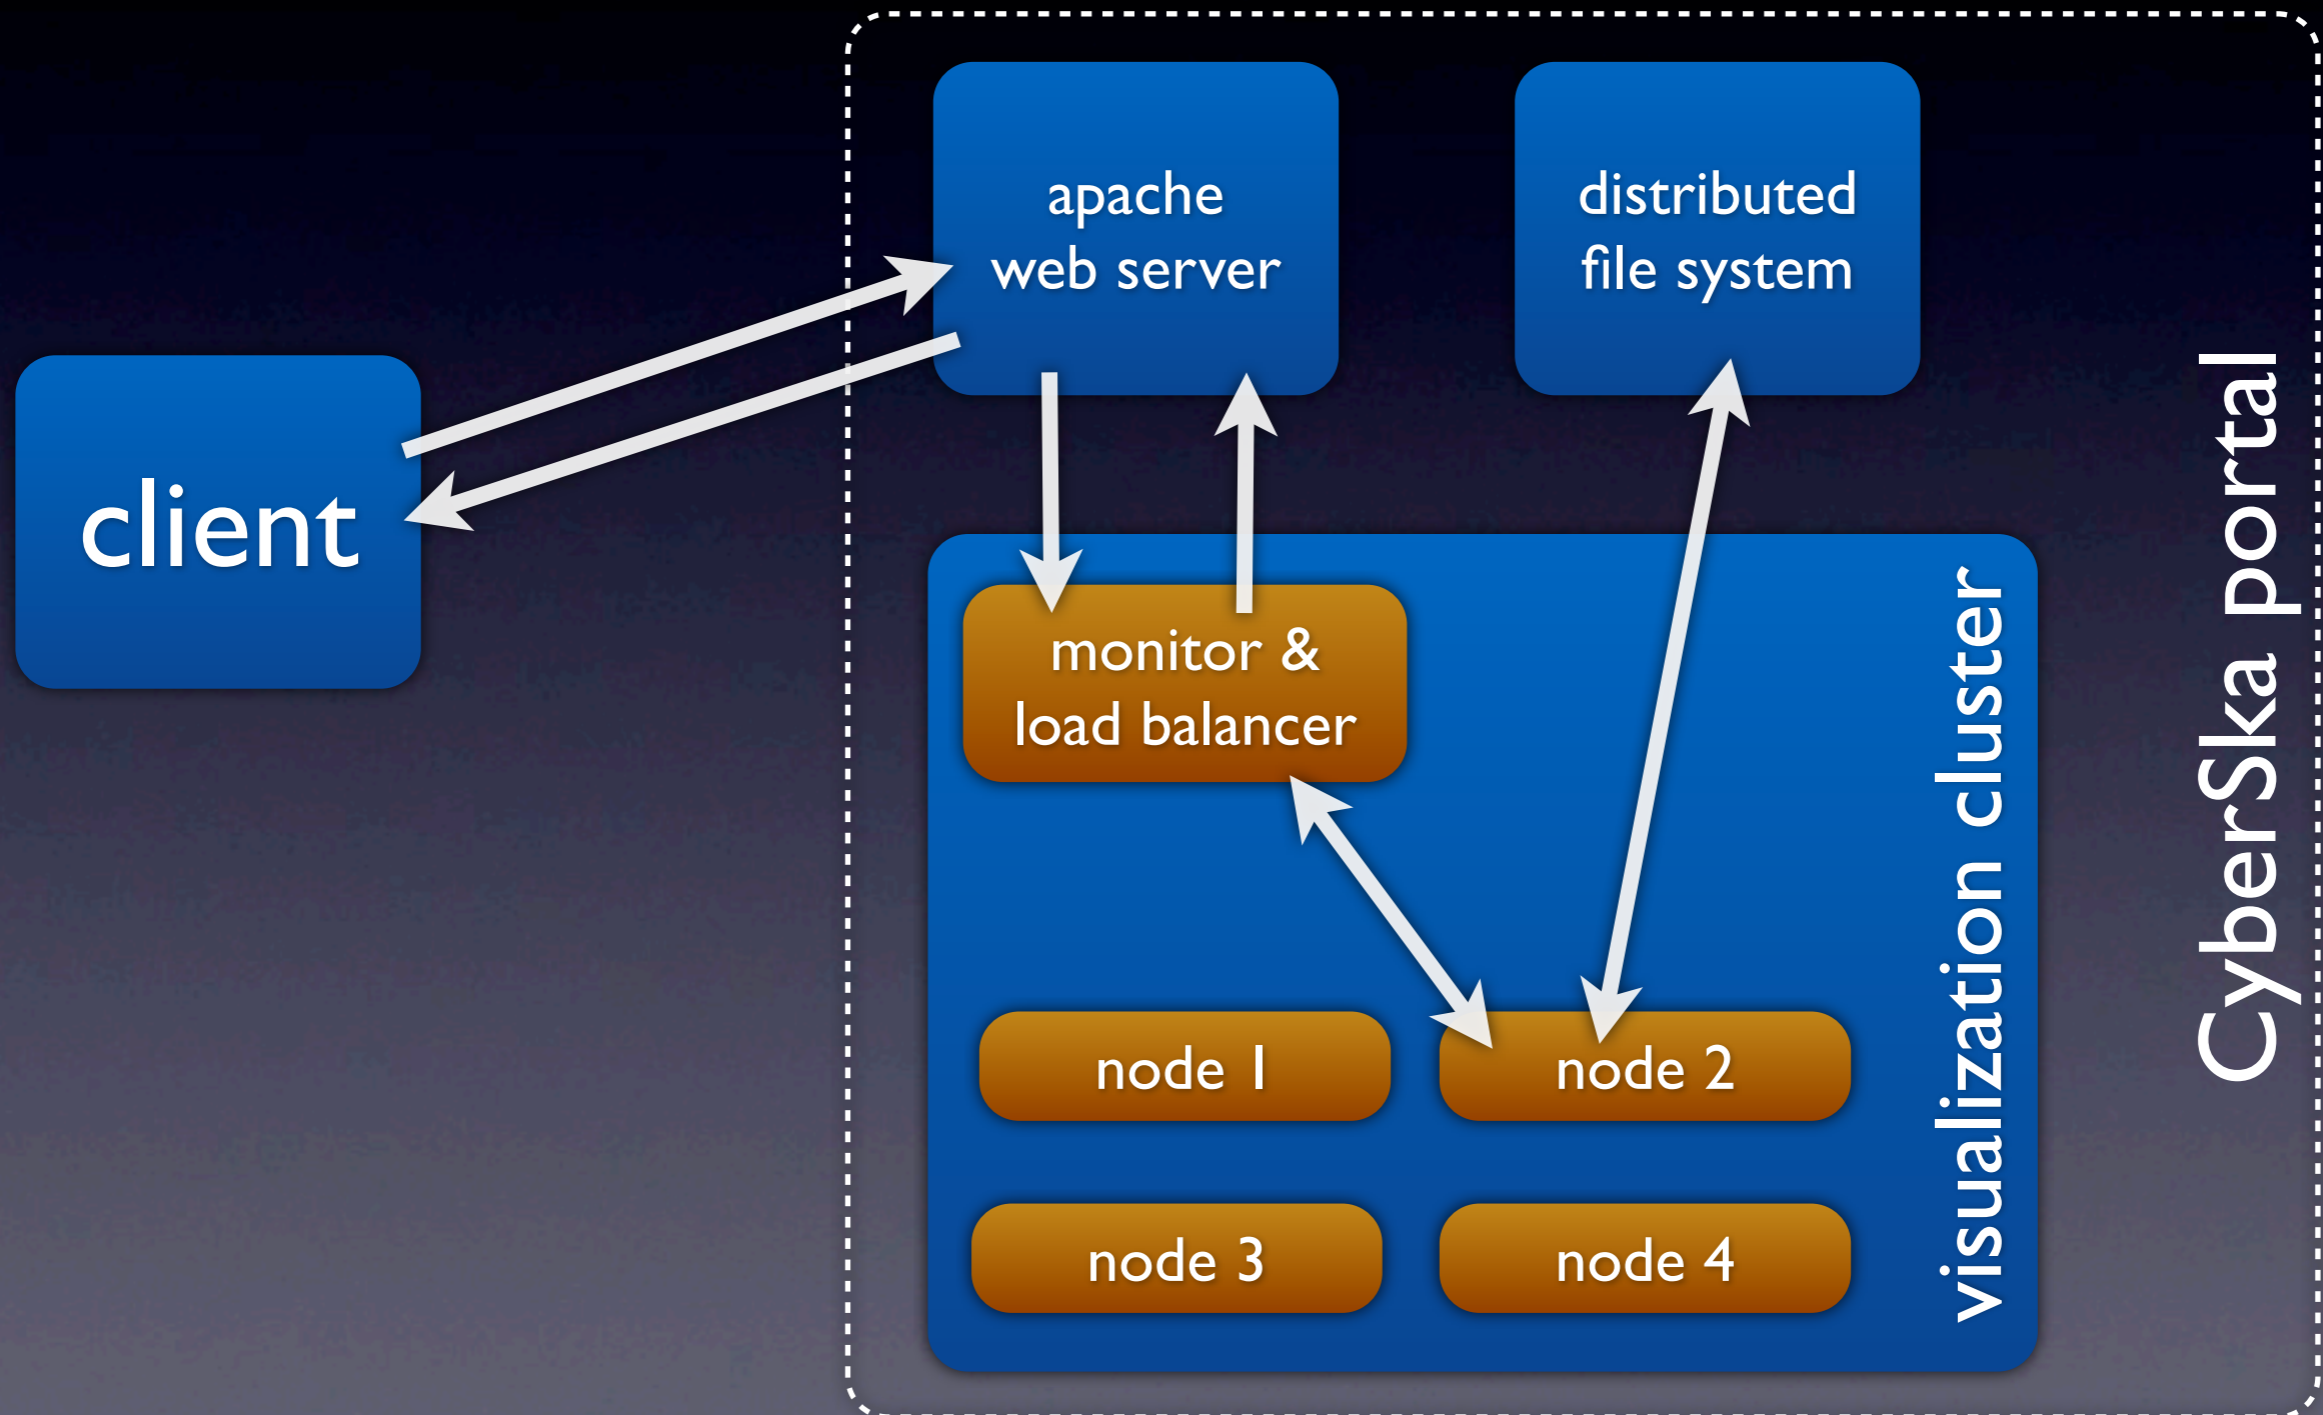 apache
web server
distributed
file system
client
monitor &
load balancer
node 1
node 2
node 3
node 4
visualization cluster
CyberSka portal